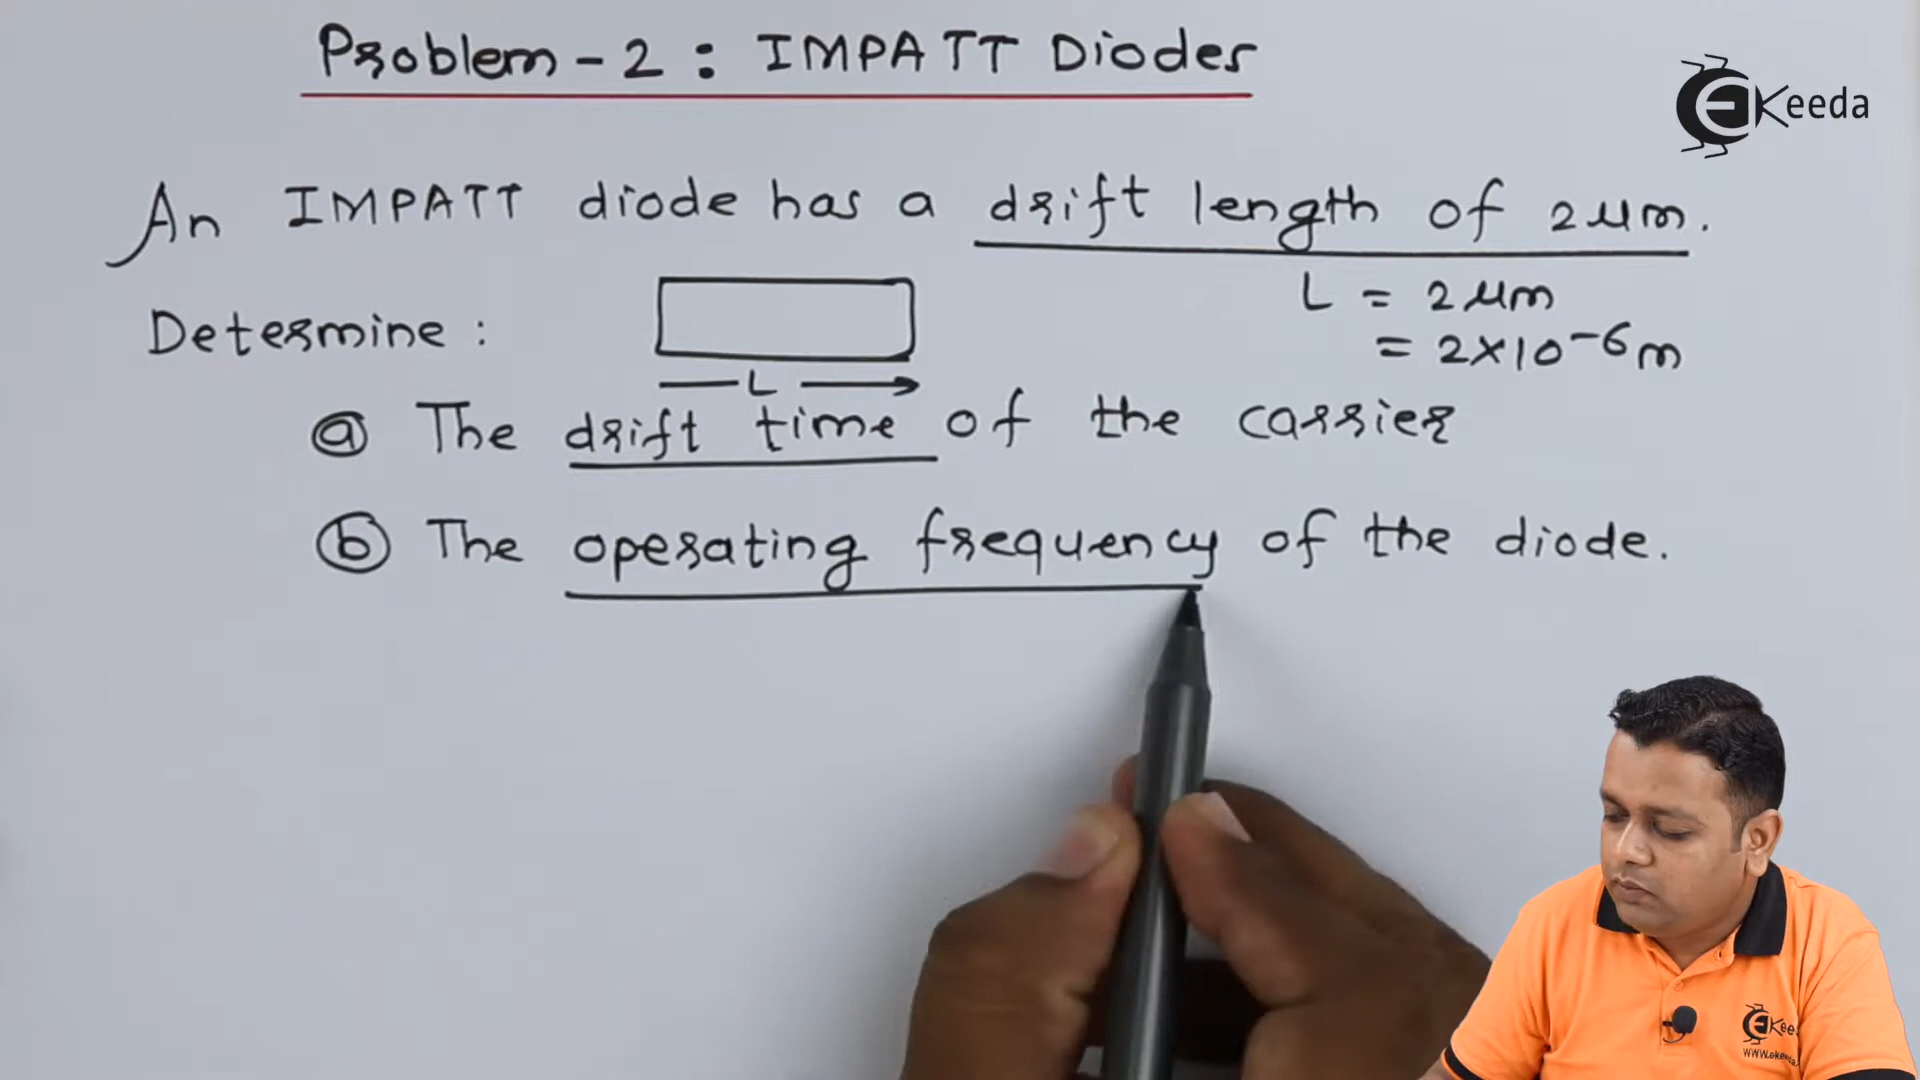 Problem - 2 : IMPATT Diodes
EKeeda
An IMPATT diode has a drift length of 2μm.
L = 2μm
Determine :
= 2×10⁻⁶m
L
ⓐ The drift time of the carrier
ⓑ The operating frequency of the diode.